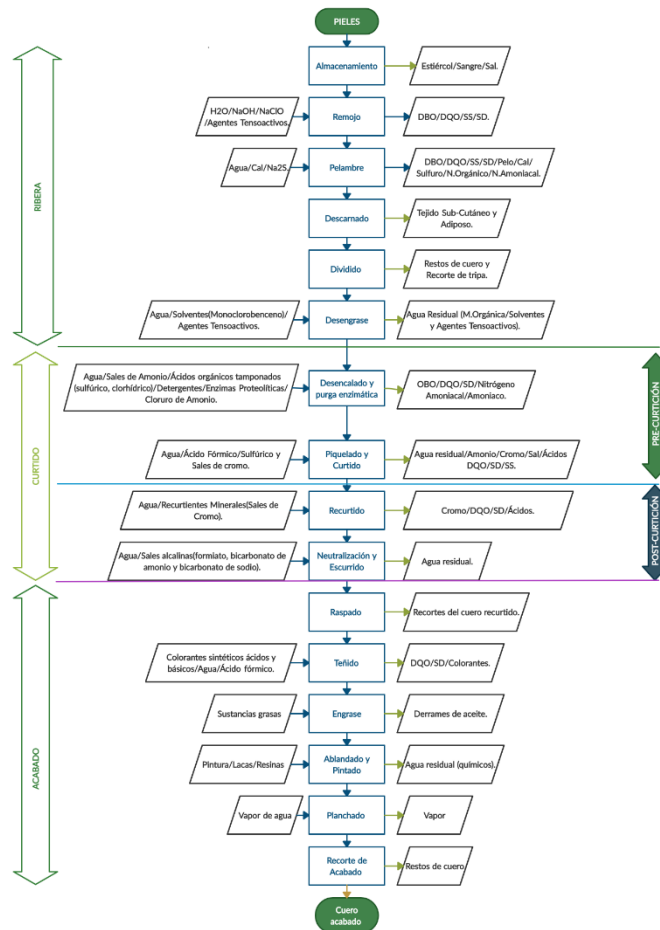 PIELES
Almacenamiento
Estiércol/Sangre/Sal.
H2O/NaOH/NaClO
/Agentes Tensoactivos.
Remojo
DBO/DQO/SS/SD.
Agua/Cal/Na2S.
Pelambre
DBO/DQO/SS/SD/Pelo/Cal/
Sulfuro/N.Orgánico/N.Amoniacal.
RIBERA
Descarnado
Tejido Sub-Cutáneo y
Adiposo.
Dividido
Restos de cuero y
Recorte de tripa.
Agua/Solventes(Monoclorobenceno)/
Agentes Tensoactivos.
Desengrase
Agua Residual (M.Orgánica/Solventes
y Agentes Tensoactivos).
Agua/Sales de Amonio/Ácidos orgánicos tamponados
(sulfúrico, clorhídrico)/Detergentes/Enzimas Proteolíticas/
Cloruro de Amonio.
Desencalado y
purga enzimática
OBO/DQO/SD/Nitrógeno
Amoniacal/Amoniaco.
PRE-CURTICIÓN
CURTIDO
Agua/Ácido Fórmico/Sulfúrico y
Sales de cromo.
Piquelado y
Curtido
Agua residual/Amonio/Cromo/Sal/Ácidos
DQO/SD/SS.
Agua/Recurtientes Minerales(Sales de
Cromo).
Recurtido
Cromo/DQO/SD/Ácidos.
POST-CURTICIÓN
Agua/Sales alcalinas(formiato, bicarbonato de
amonio y bicarbonato de sodio).
Neutralización y
Escurrido
Agua residual.
Raspado
Recortes del cuero recurtido.
Colorantes sintéticos ácidos y
básicos/Agua/Ácido fórmico.
Teñido
DQO/SD/Colorantes.
Sustancias grasas
Engrase
Derrames de aceite.
ACABADO
Pintura/Lacas/Resinas
Ablandado y
Pintado
Agua residual (químicos).
Vapor de agua
Planchado
Vapor
Recorte de
Acabado
Restos de cuero
Cuero
acabado